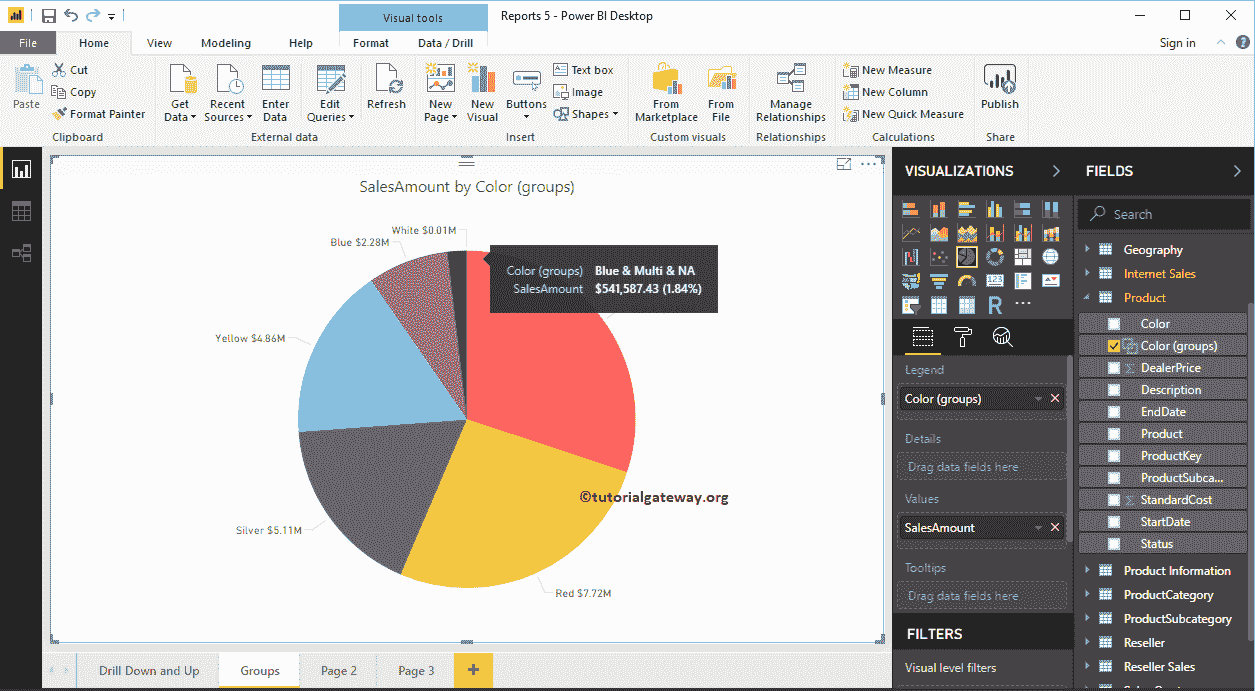 Visual tools
Reports 5 - Power BI Desktop
File
Home
View
Modeling
Help
Format
Data / Drill
Sign in
Paste
Cut
Copy
Format Painter
Clipboard
Get Data
Recent Sources
Enter Data
Edit Queries
External data
Refresh
New Page
New Visual
Buttons
Text box
Image
Shapes
Insert
From Marketplace
From File
Custom visuals
Manage Relationships
Relationships
New Measure
New Column
New Quick Measure
Calculations
Publish
Share
SalesAmount by Color (groups)
White $0.01M
Blue $2.28M
Yellow $4.86M
Silver $5.11M
Red $7.72M
Color (groups) Blue & Multi & NA
SalesAmount $541,587.43 (1.84%)
©tutorialgateway.org
Drill Down and Up
Groups
Page 2
Page 3
+
VISUALIZATIONS
123
R
Legend
Color (groups)
Details
Drag data fields here
Values
SalesAmount
Tooltips
Drag data fields here
FILTERS
Visual level filters
FIELDS
Search
Geography
Internet Sales
Product
Color
Color (groups)
DealerPrice
Description
EndDate
Product
ProductKey
ProductSubca...
StandardCost
StartDate
Status
Product Information
ProductCategory
ProductSubcategory
Reseller
Reseller Sales